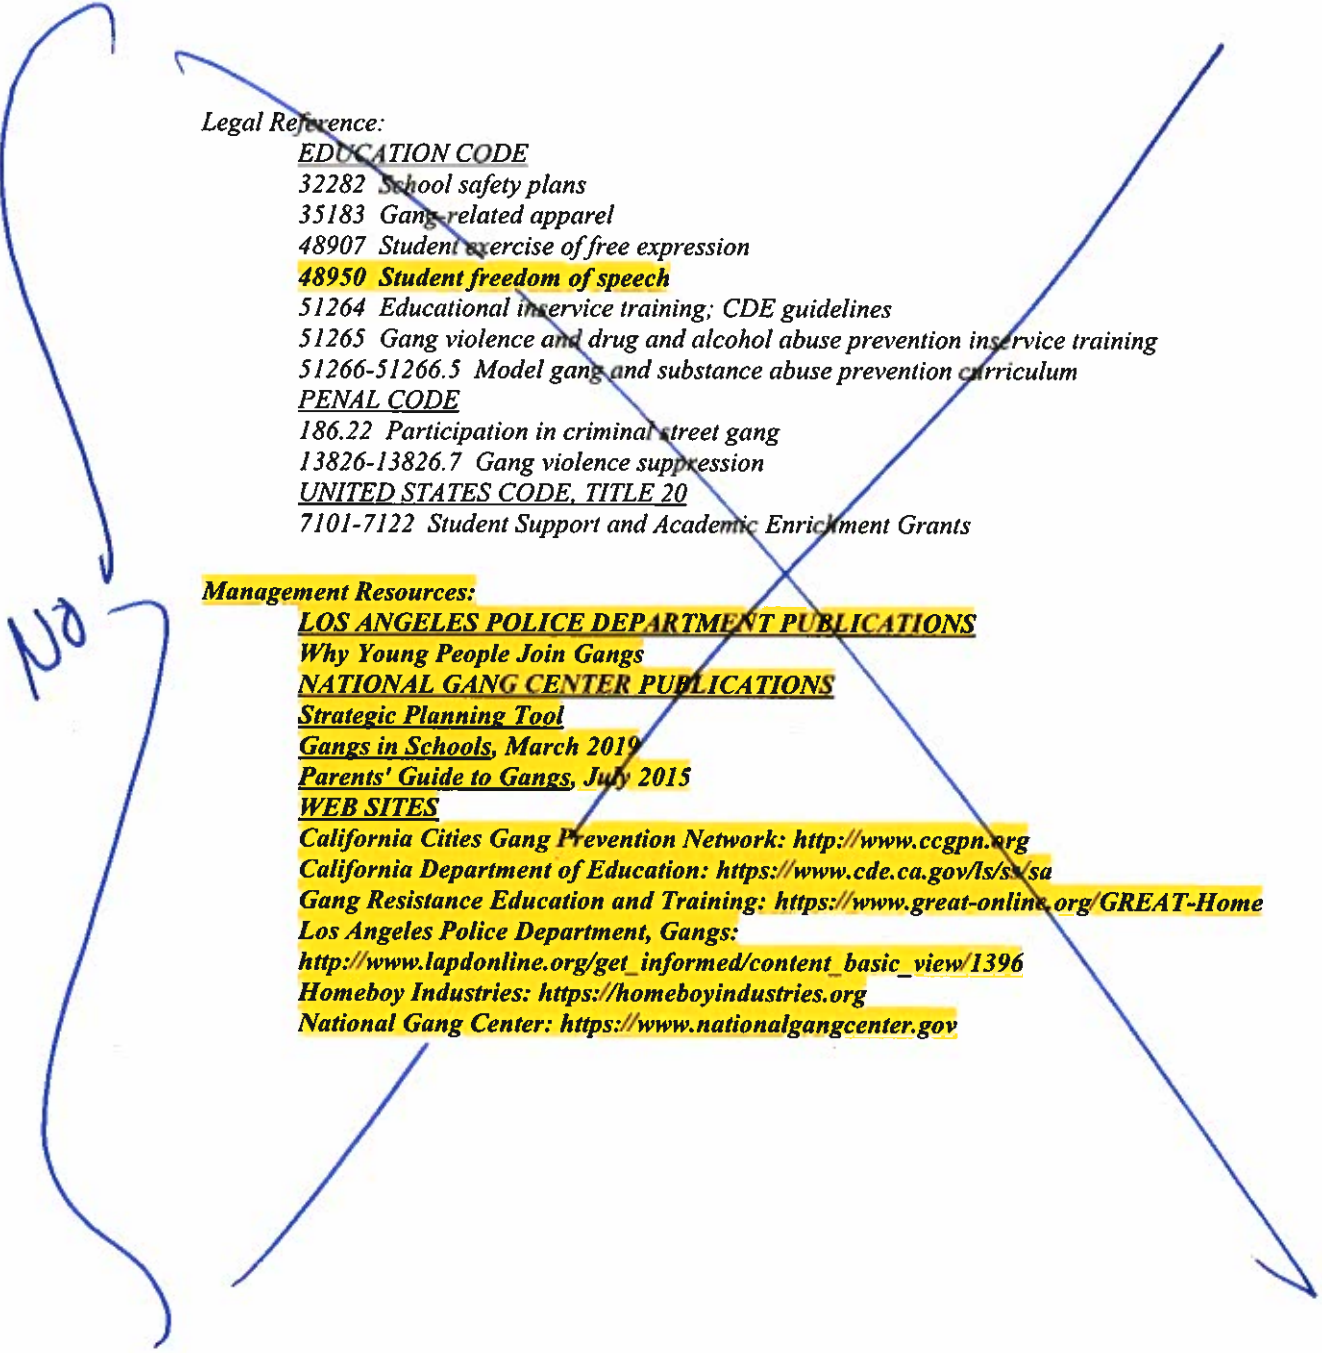 Legal Reference:
EDUCATION CODE
32282 School safety plans
35183 Gang-related apparel
48907 Student exercise of free expression
48950 Student freedom of speech
51264 Educational inservice training; CDE guidelines
51265 Gang violence and drug and alcohol abuse prevention inservice training
51266-51266.5 Model gang and substance abuse prevention curriculum
PENAL CODE
186.22 Participation in criminal street gang
13826-13826.7 Gang violence suppression
UNITED STATES CODE, TITLE 20
7101-7122 Student Support and Academic Enrichment Grants
NO
Management Resources:
LOS ANGELES POLICE DEPARTMENT PUBLICATIONS
Why Young People Join Gangs
NATIONAL GANG CENTER PUBLICATIONS
Strategic Planning Tool
Gangs in Schools, March 2019
Parents' Guide to Gangs, July 2015
WEB SITES
California Cities Gang Prevention Network: http://www.ccgpn.org
California Department of Education: https://www.cde.ca.gov/ls/ss/sa
Gang Resistance Education and Training: https://www.great-online.org/GREAT-Home
Los Angeles Police Department, Gangs:
http://www.lapdonline.org/get_informed/content_basic_view/1396
Homeboy Industries: https://homeboyindustries.org
National Gang Center: https://www.nationalgangcenter.gov